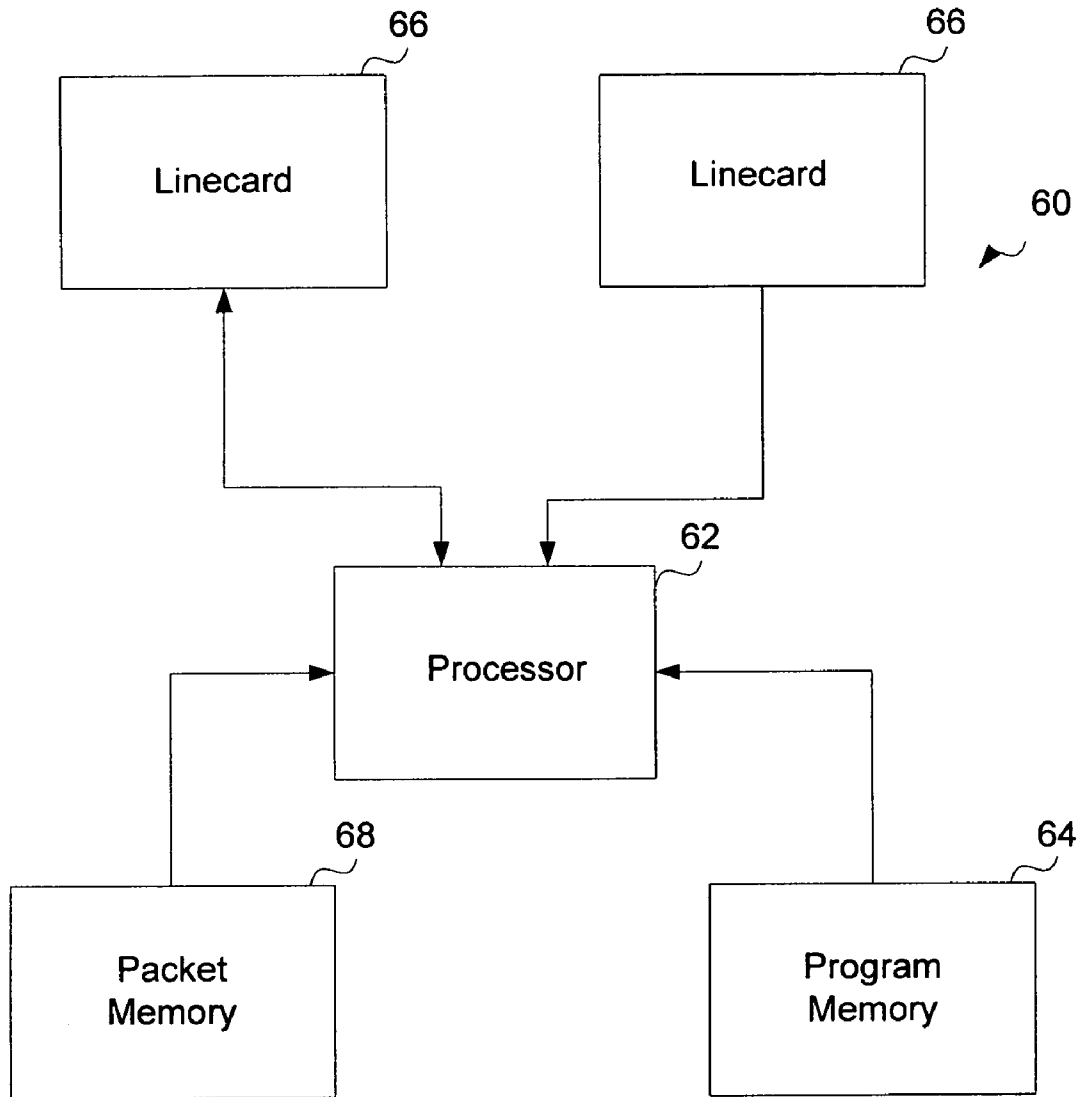 66
66
Linecard
Linecard
60
62
Processor
68
64
Packet
Memory
Program
Memory